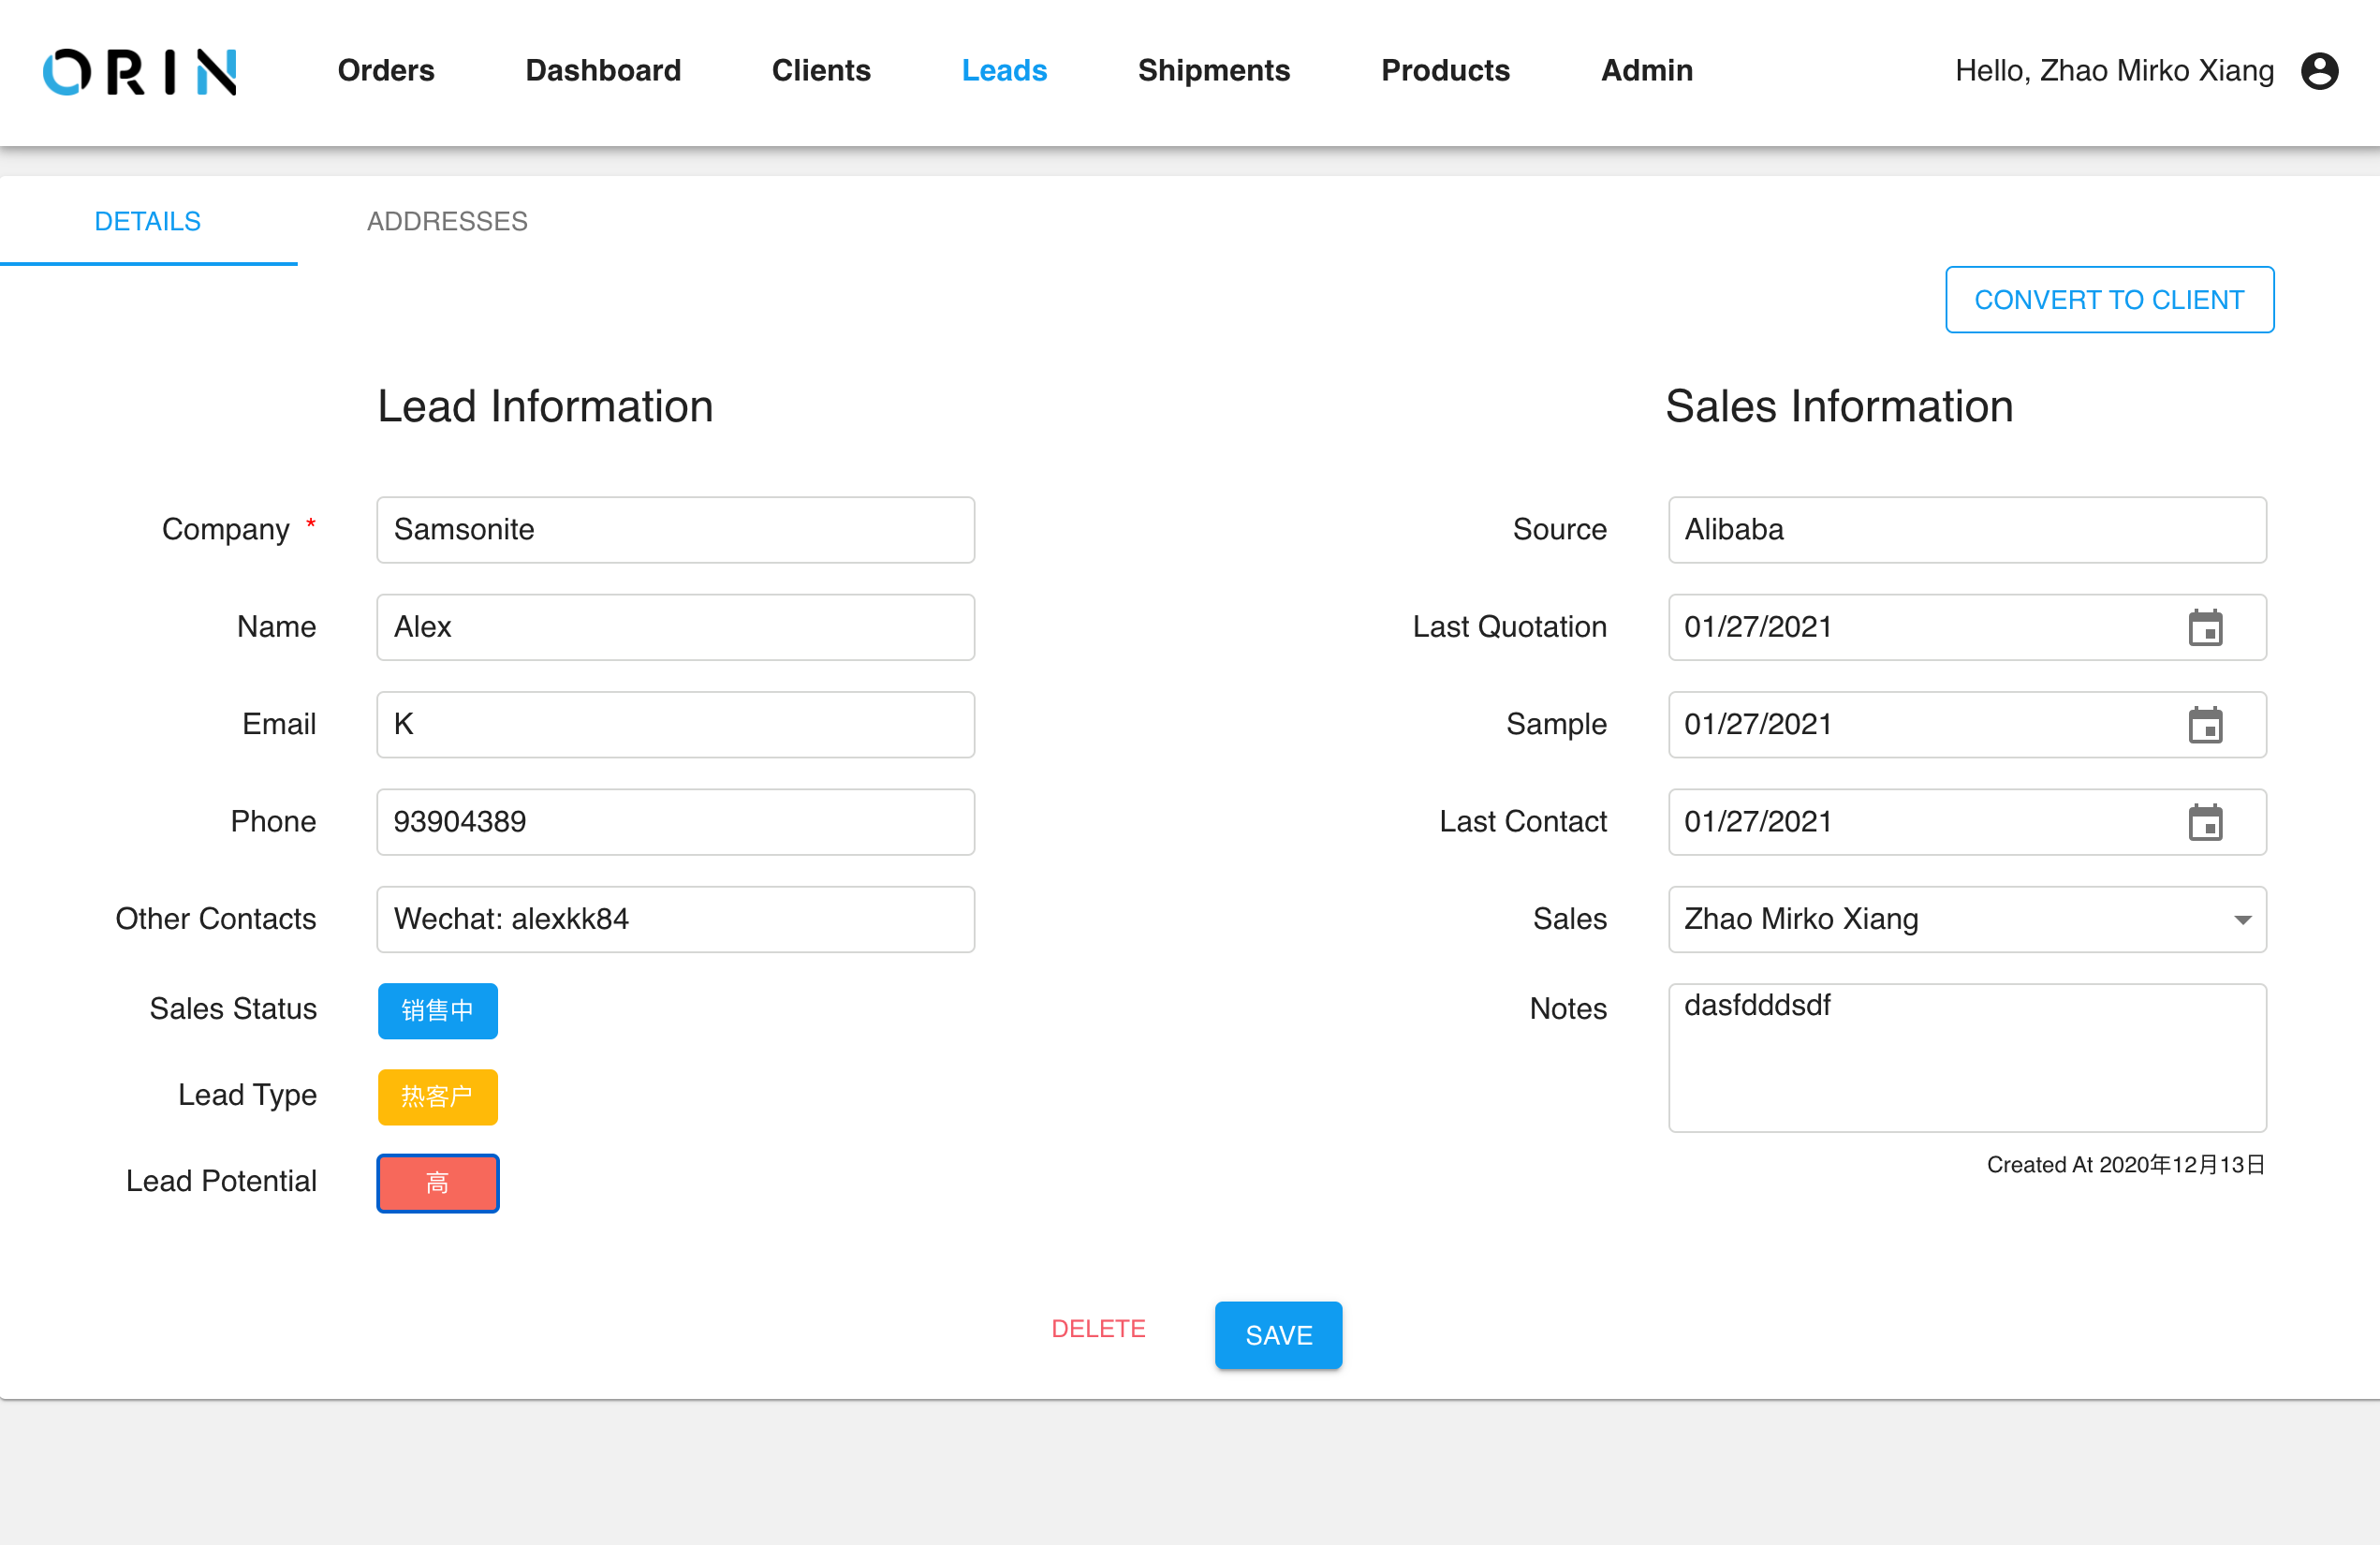 ORIN Orders Dashboard Clients Leads Shipments Products Admin Hello, Zhao Mirko Xiang
DETAILS ADDRESSES
CONVERT TO CLIENT
Lead Information
Company *
Samsonite
Name
Alex
Email
K
Phone
93904389
Other Contacts
Wechat: alexkk84
Sales Status
销售中
Lead Type
热客户
Lead Potential
高
Sales Information
Source
Alibaba
Last Quotation
01/27/2021
Sample
01/27/2021
Last Contact
01/27/2021
Sales
Zhao Mirko Xiang
Notes
dasfdddsdf
Created At 2020年12月13日
DELETE SAVE